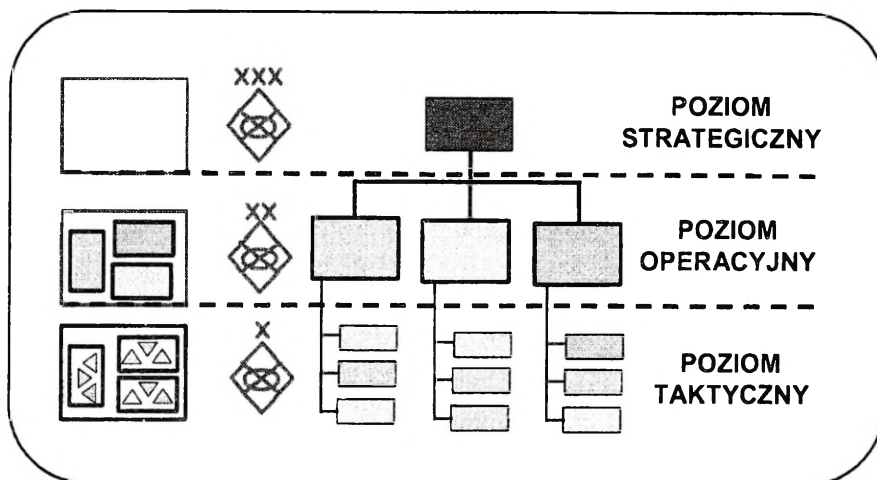 XXX
POZIOM
STRATEGICZNY
XX
POZIOM
OPERACYJNY
X
POZIOM
TAKTYCZNY